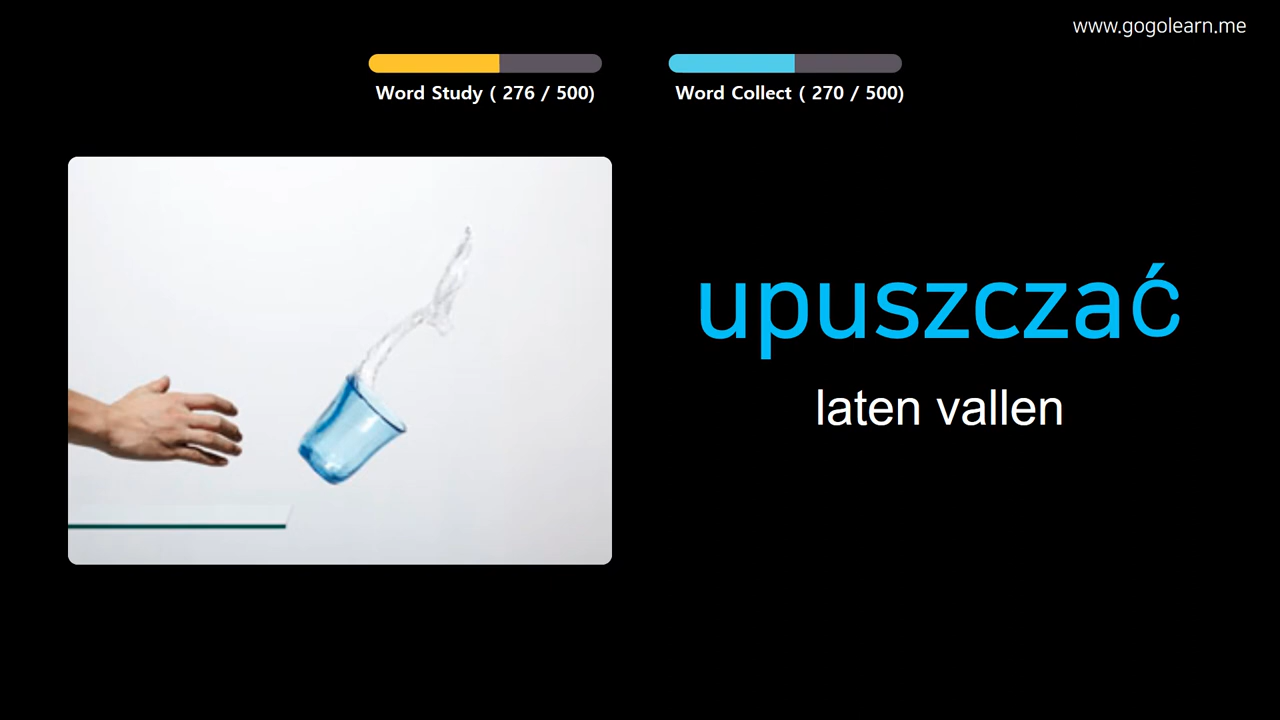 www.gogolearn.me
Word Study ( 276 / 500)
Word Collect ( 270 / 500)
upuszczać
laten vallen